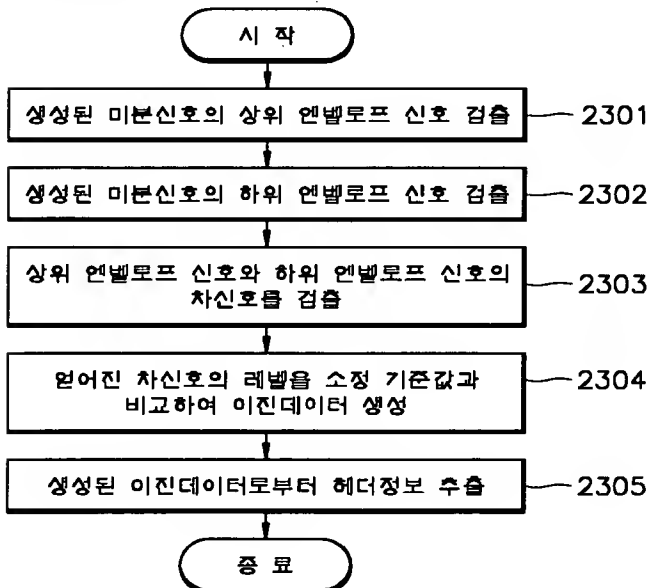 시 작
생성된 미분신호의 상위 엔벨로프 신호 검출
2301
생성된 미분신호의 하위 엔벨로프 신호 검출
2302
상위 엔벨로프 신호와 하위 엔벨로프 신호의
차신호를 검출
2303
얻어진 차신호의 레벨을 소정 기준값과
비교하여 이진데이터 생성
2304
생성된 이진데이터로부터 헤더정보 추출
2305
종 료